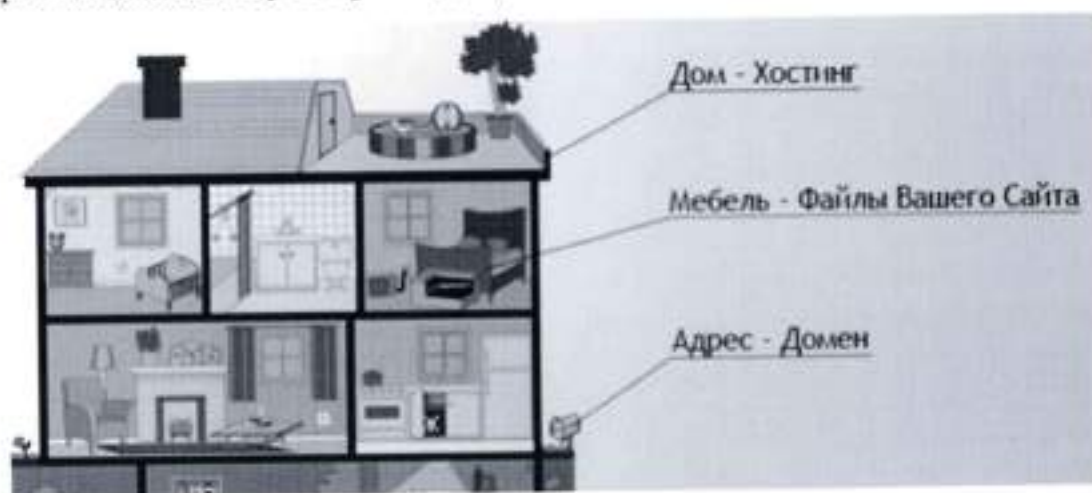 Дом - Хостинг
Мебель - Файлы Вашего Сайта
Адрес - Домен